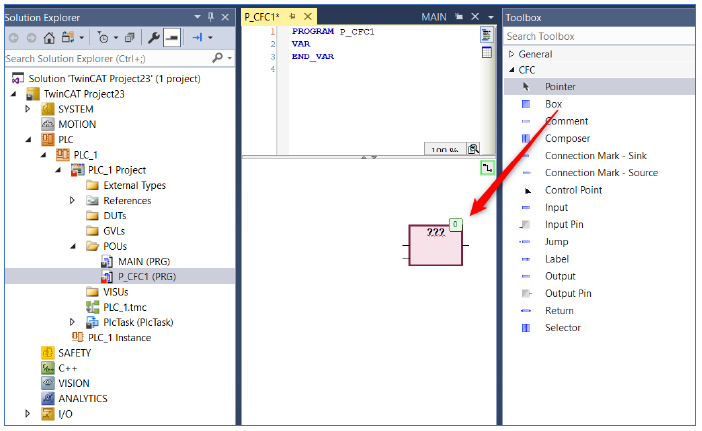 Solution Explorer
Search Solution Explorer (Ctrl+;)
Solution 'TwinCAT Project23' (1 project)
TwinCAT Project23
SYSTEM
MOTION
PLC
PLC_1
PLC_1 Project
External Types
References
DUTs
GVLs
POUs
MAIN (PRG)
P_CFC1 (PRG)
VISUs
PLC_1.tmc
PlcTask (PlcTask)
PLC_1 Instance
SAFETY
C++
VISION
ANALYTICS
I/O
P_CFC1*
MAIN
1 PROGRAM P_CFC1
2 VAR
3 END_VAR
4
100 %
0
???
Toolbox
Search Toolbox
General
CFC
Pointer
Box
Comment
Composer
Connection Mark - Sink
Connection Mark - Source
Control Point
Input
Input Pin
Jump
Label
Output
Output Pin
Return
Selector